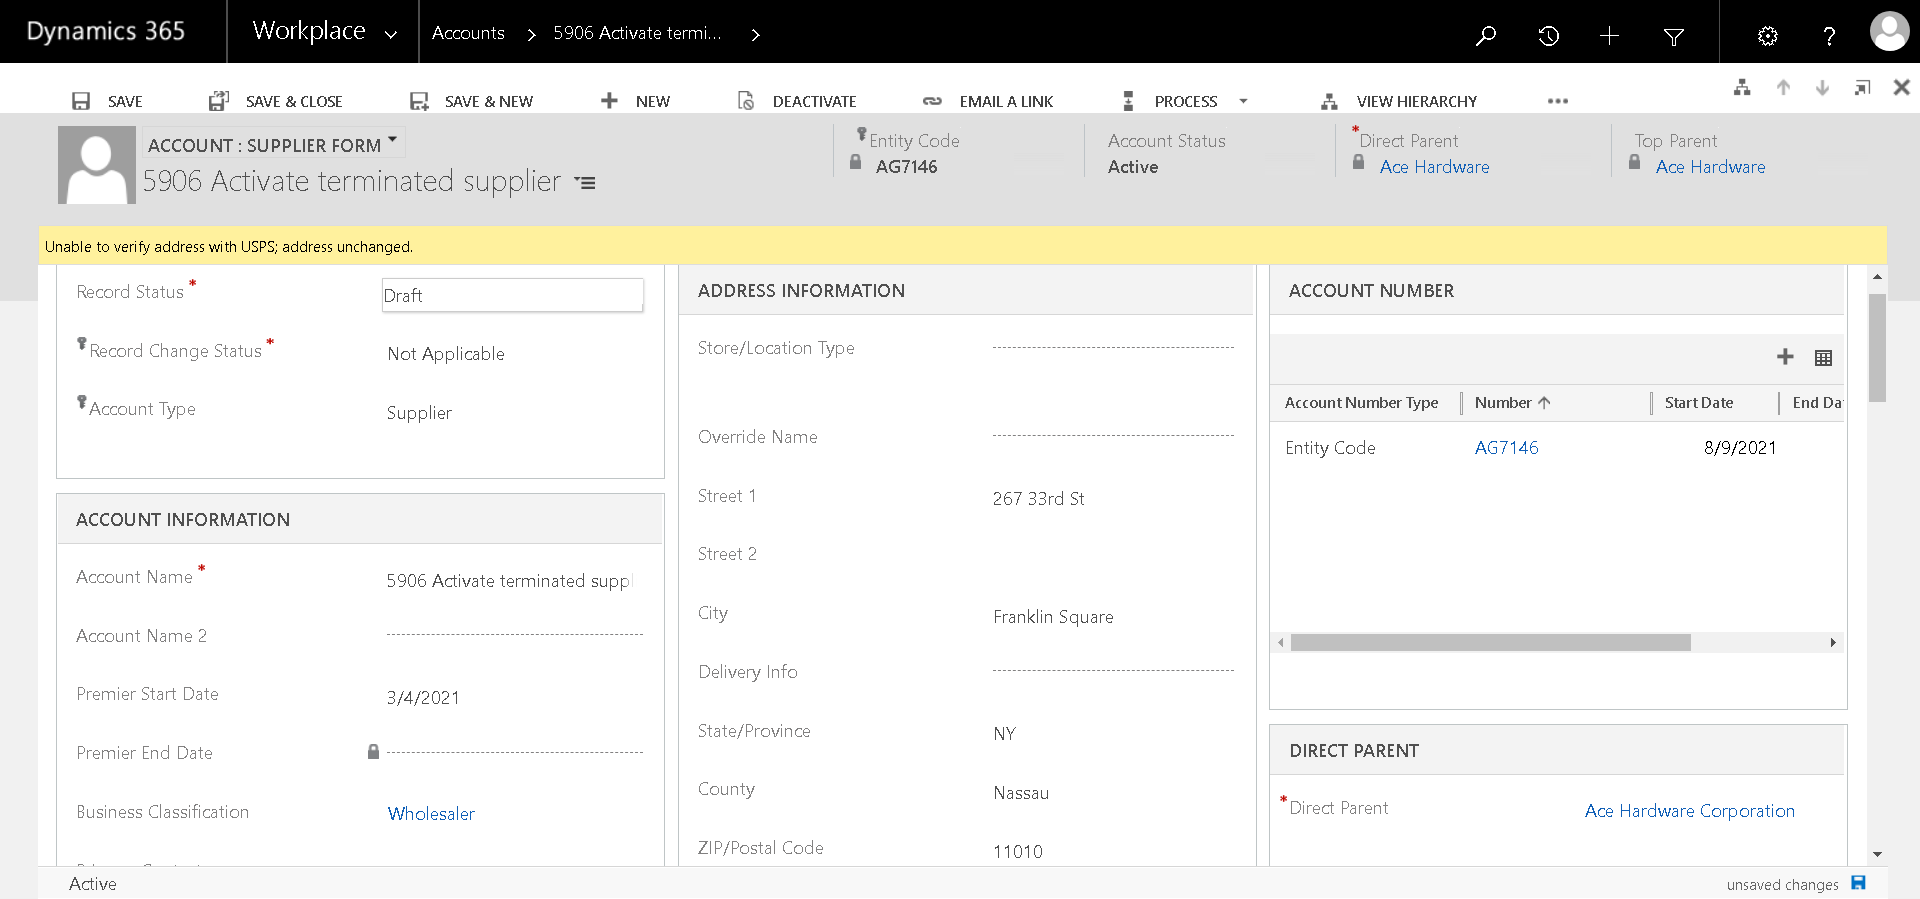 Dynamics 365
Workplace
Accounts
5906 Activate termi...
SAVE
SAVE & CLOSE
SAVE & NEW
NEW
DEACTIVATE
EMAIL A LINK
PROCESS
VIEW HIERARCHY
ACCOUNT : SUPPLIER FORM
5906 Activate terminated supplier
Entity Code
AG7146
Account Status
Active
*Direct Parent
Ace Hardware
Top Parent
Ace Hardware
Unable to verify address with USPS; address unchanged.
Record Status *
Draft
Record Change Status *
Not Applicable
Account Type
Supplier
ACCOUNT INFORMATION
Account Name *
5906 Activate terminated suppl
Account Name 2
Premier Start Date
3/4/2021
Premier End Date
Business Classification
Wholesaler
ADDRESS INFORMATION
Store/Location Type
Override Name
Street 1
267 33rd St
Street 2
City
Franklin Square
Delivery Info
State/Province
NY
County
Nassau
ZIP/Postal Code
11010
ACCOUNT NUMBER
Account Number Type
Number
Start Date
End Da
Entity Code
AG7146
8/9/2021
DIRECT PARENT
*Direct Parent
Ace Hardware Corporation
Active
unsaved changes